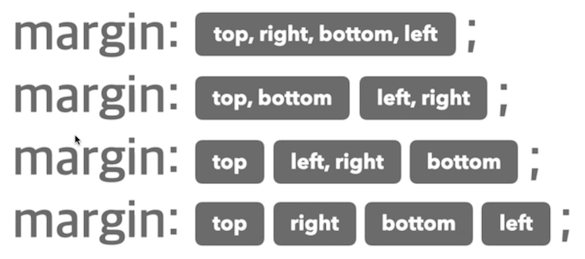 margin: top, right, bottom, left ;
margin: top, bottom left, right ;
margin: top left, right bottom ;
margin: top right bottom left ;